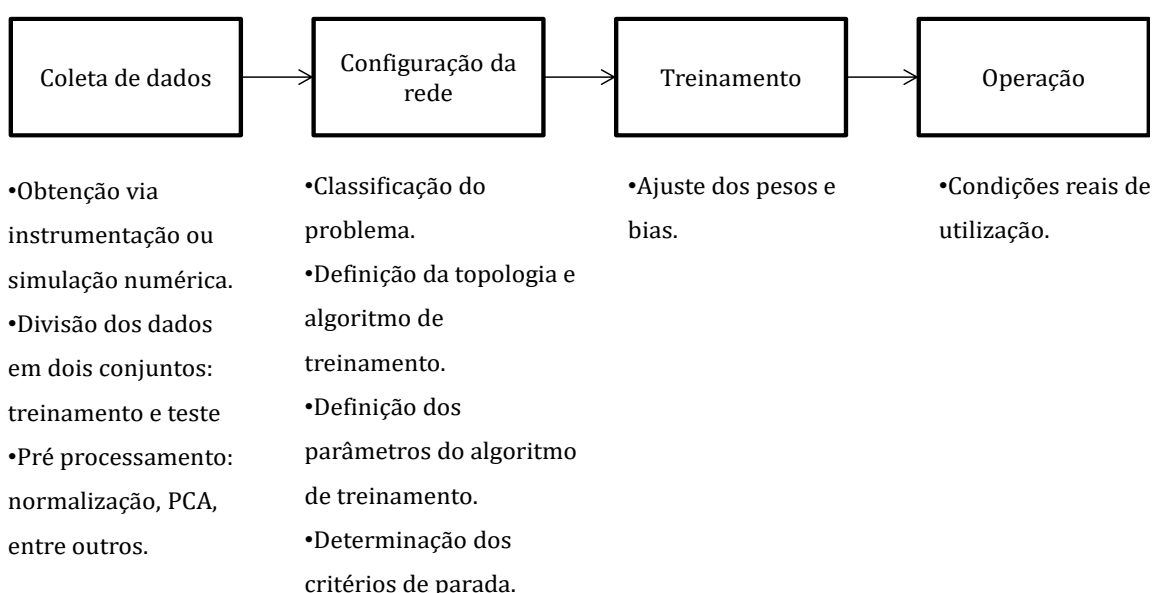 Coleta de dados
Configuração da
rede
Treinamento
Operação
•Obtenção via
instrumentação ou
simulação numérica.
•Divisão dos dados
em dois conjuntos:
treinamento e teste
•Pré processamento:
normalização, PCA,
entre outros.
•Classificação do
problema.
•Definição da topologia e
algoritmo de
treinamento.
•Definição dos
parâmetros do algoritmo
de treinamento.
•Determinação dos
critérios de parada.
•Ajuste dos pesos e
bias.
•Condições reais de
utilização.